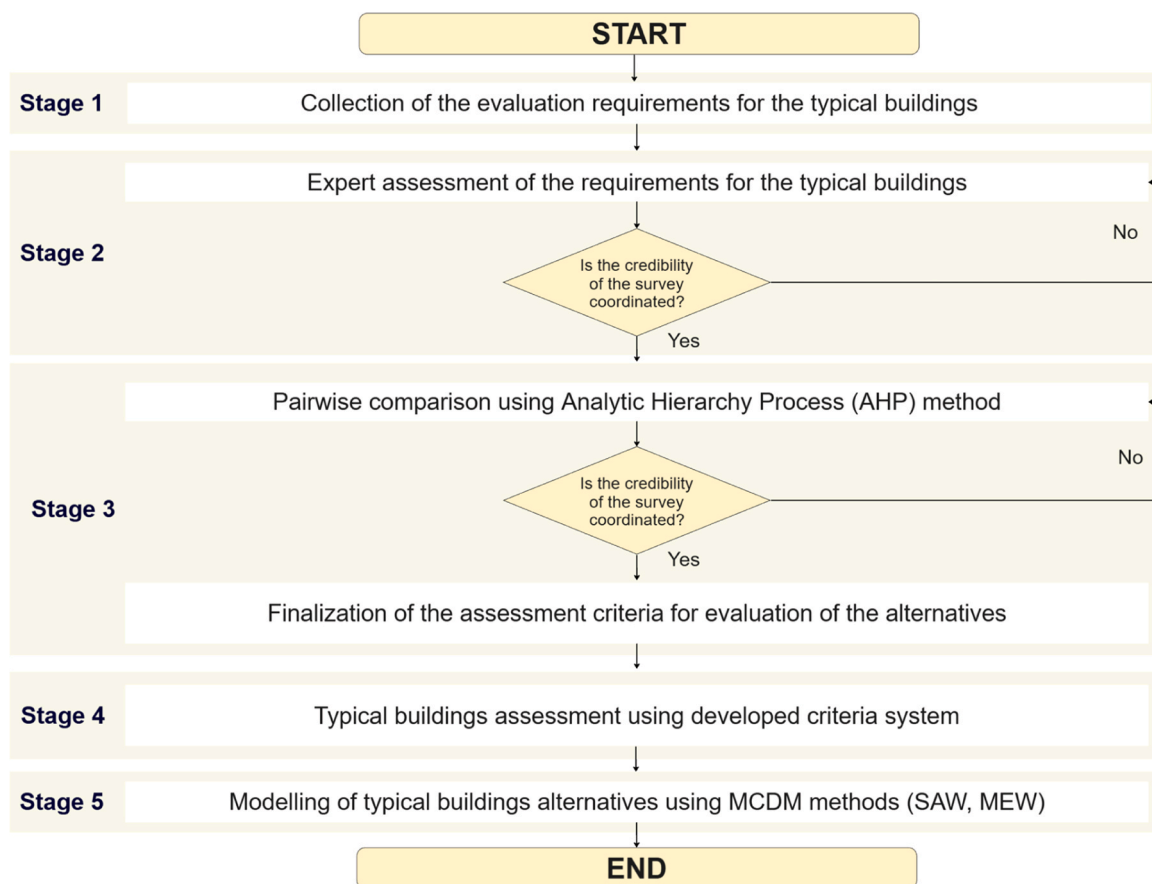 START
Stage 1
Collection of the evaluation requirements for the typical buildings
Expert assessment of the requirements for the typical buildings
Stage 2
No
Is the credibility
of the survey
coordinated?
Yes
Pairwise comparison using Analytic Hierarchy Process (AHP) method
No
Stage 3
Is the credibility
of the survey
coordinated?
Yes
Finalization of the assessment criteria for evaluation of the alternatives
Stage 4
Typical buildings assessment using developed criteria system
Stage 5
Modelling of typical buildings alternatives using MCDM methods (SAW, MEW)
END